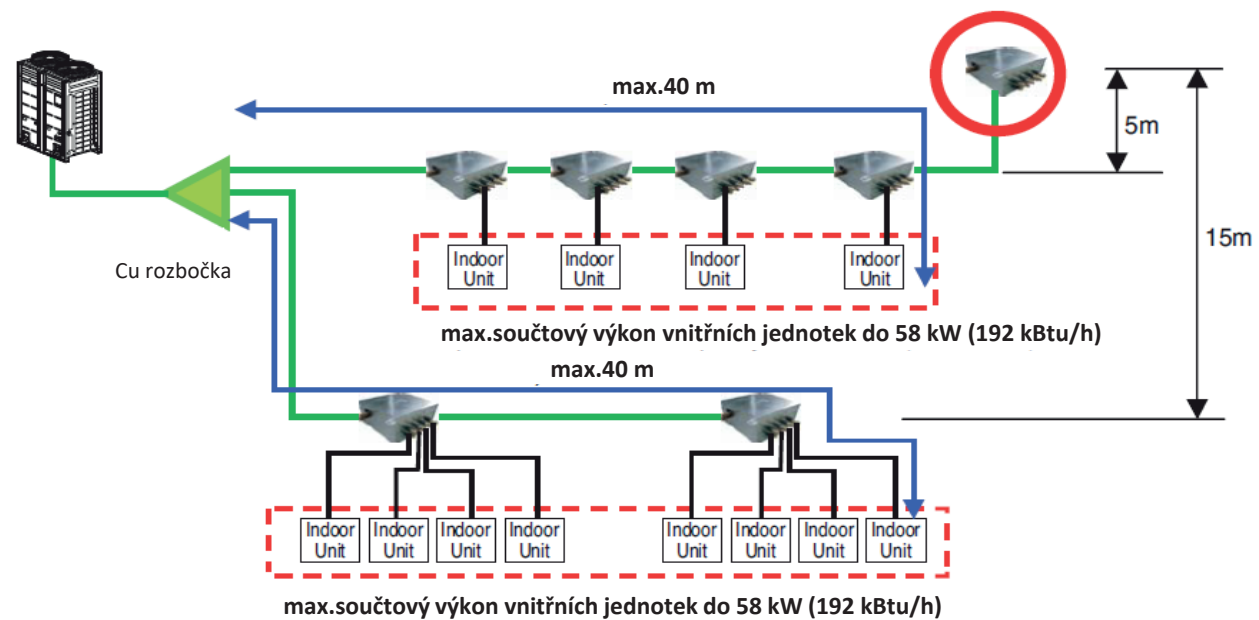 max.40 m
5m
15m
Indoor
Unit
Indoor
Unit
Indoor
Unit
Indoor
Unit
Cu rozbočka
max.součtový výkon vnitřních jednotek do 58 kW (192 kBtu/h)
max.40 m
Indoor
Unit
Indoor
Unit
Indoor
Unit
Indoor
Unit
Indoor
Unit
Indoor
Unit
Indoor
Unit
Indoor
Unit
max.součtový výkon vnitřních jednotek do 58 kW (192 kBtu/h)